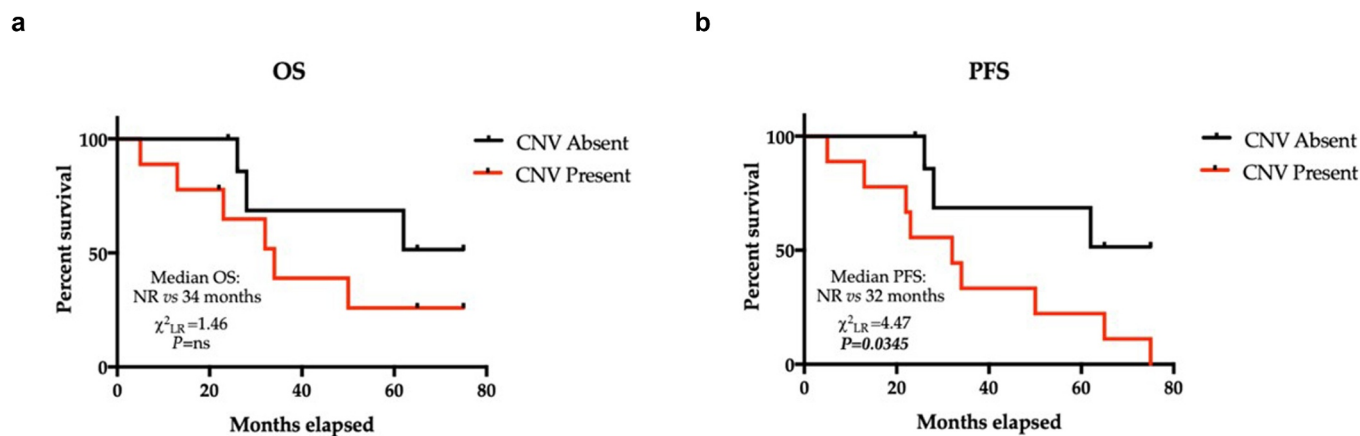 a
OS
100
50
0
0 20 40 60 80
Percent survival
Months elapsed
CNV Absent
CNV Present
Median OS:
NR vs 34 months
χ²LR=1.46
P=ns
b
PFS
100
50
0
0 20 40 60 80
Percent survival
Months elapsed
CNV Absent
CNV Present
Median PFS:
NR vs 32 months
χ²LR=4.47
P=0.0345